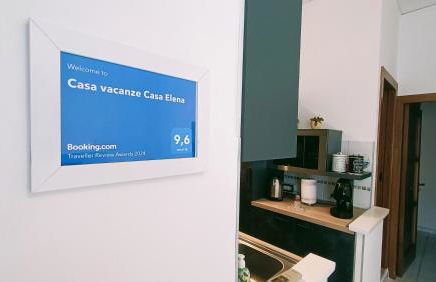 Welcome to
Casa vacanze Casa Elena
Booking.com
Traveller Review Awards 2024
9,6